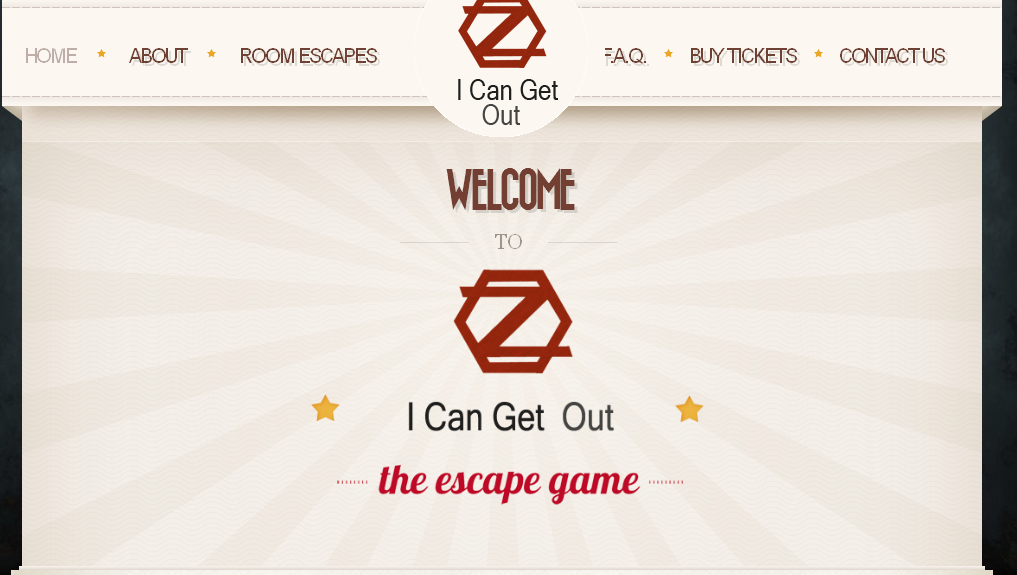 HOME ABOUT ROOM ESCAPES F.A.Q. BUY TICKETS CONTACT US
Z
I Can Get
Out
WELCOME
TO
Z
I Can Get Out
the escape game